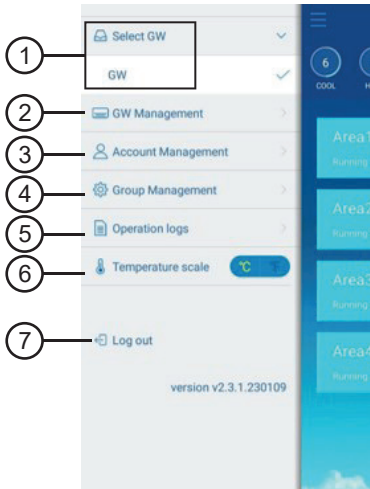 1 Select GW
GW
2 GW Management
3 Account Management
4 Group Management
5 Operation logs
6 Temperature scale °C °F
7 Log out
version v2.3.1.230109
6
COOL
Area1
Running
Area2
Running
Area3
Running
Area4
Running